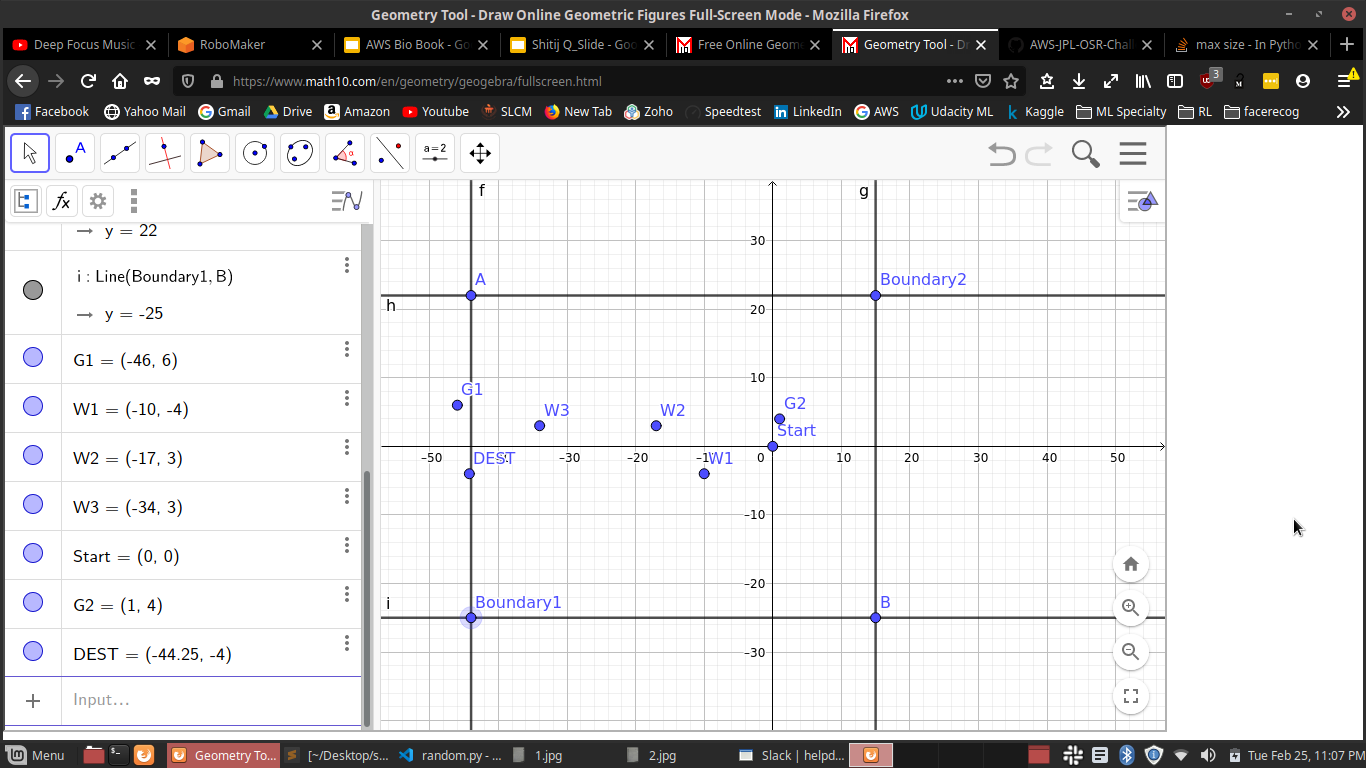 Geometry Tool - Draw Online Geometric Figures Full-Screen Mode - Mozilla Firefox
Deep Focus Music
RoboMaker
AWS Bio Book - Go
Shitij Q_Slide - Goo
Free Online Geom
Geometry Tool - D
AWS-JPL-OSR-Chall
max size - In Pytho
https://www.math10.com/en/geometry/geogebra/fullscreen.html
3
Facebook
Yahoo Mail
Gmail
Drive
Amazon
Youtube
SLCM
New Tab
Zoho
Speedtest
LinkedIn
AWS
Udacity ML
Kaggle
ML Specialty
RL
facerecog
A
a=2
fx
→ y = 22
i : Line(Boundary1, B)
→ y = -25
G1 = (-46, 6)
W1 = (-10, -4)
W2 = (-17, 3)
W3 = (-34, 3)
Start = (0, 0)
G2 = (1, 4)
DEST = (-44.25, -4)
Input...
f
g
30
A
Boundary2
h
20
10
G1
W3
W2
G2
Start
–50
DEST
–30
–20
W1
0
10
20
30
40
50
–10
–20
i
Boundary1
B
–30
Menu
Geometry To...
[~/Desktop/s...
random.py - ...
1.jpg
2.jpg
Slack | helpd...
Tue Feb 25, 11:07 PM